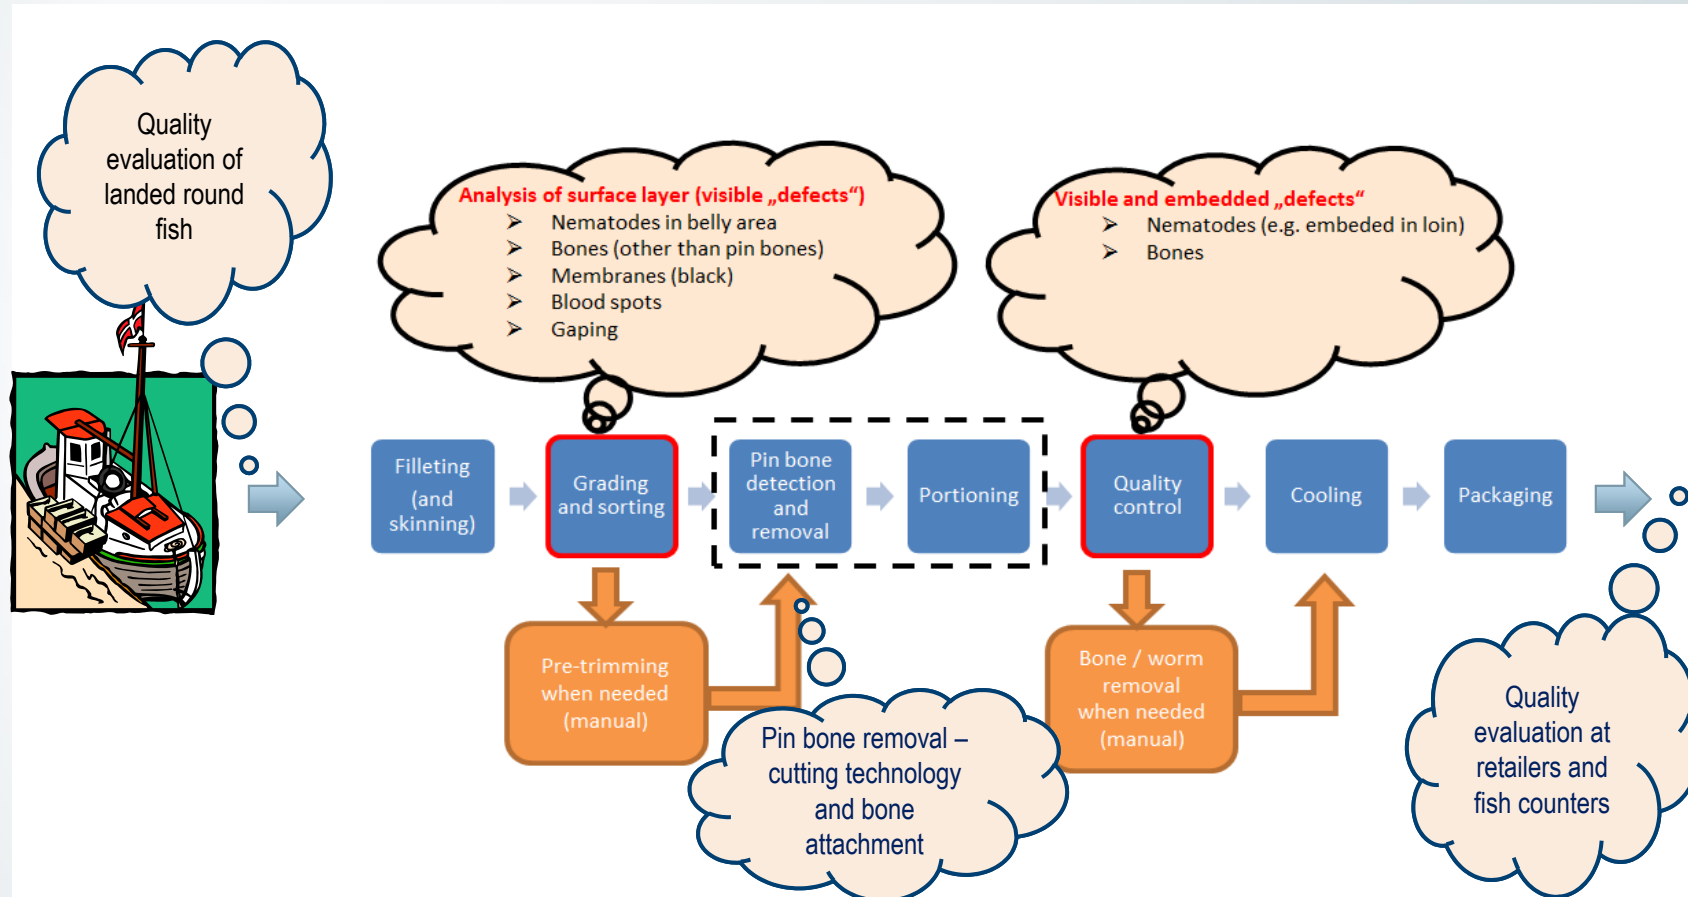 Quality
evaluation of
landed round
fish
Analysis of surface layer (visible „defects“)
➢ Nematodes in belly area
➢ Bones (other than pin bones)
➢ Membranes (black)
➢ Blood spots
➢ Gaping
Visible and embedded „defects“
➢ Nematodes (e.g. embeded in loin)
➢ Bones
Filleting
(and
skinning)
Grading
and sorting
Pin bone
detection
and
removal
Portioning
Quality
control
Cooling
Packaging
Pre-trimming
when needed
(manual)
Pin bone removal –
cutting technology
and bone
attachment
Bone / worm
removal
when needed
(manual)
Quality
evaluation at
retailers and
fish counters